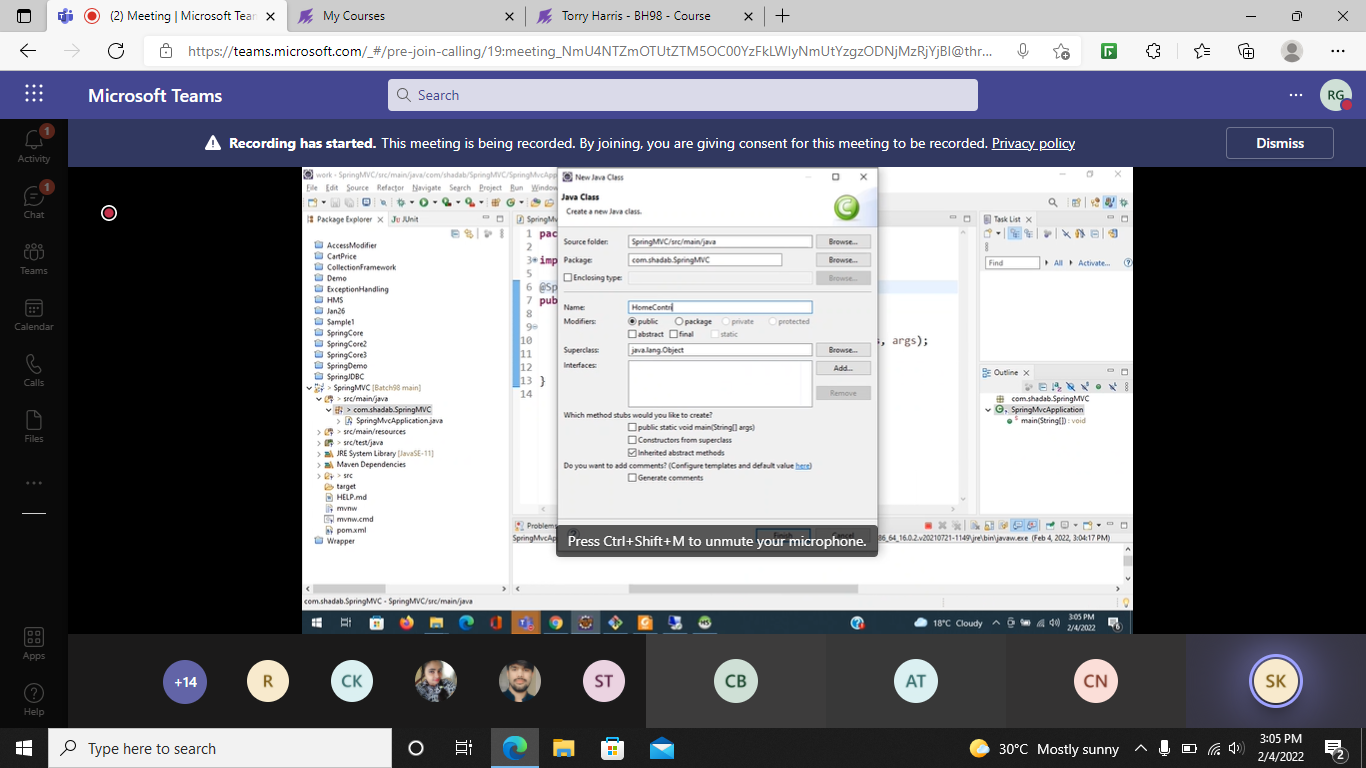 (2) Meeting | Microsoft Tean
My Courses
Torry Harris - BH98 - Course
https://teams.microsoft.com/_#/pre-join-calling/19:meeting_NmU4NTZmOTUtZTM5OC00YzFkLWIyNmUtYzgzODNjMzRjYjBl@thr...
Microsoft Teams
Search
RG
Recording has started. This meeting is being recorded. By joining, you are giving consent for this meeting to be recorded. Privacy policy
Dismiss
1
Activity
1
Chat
Teams
Calendar
Calls
Files
Apps
Help
work - SpringMVC/src/main/java/com/shadab/SpringMVC/SpringMvcApp
File Edit Source Refactor Navigate Search Project Run Window
Package Explorer
JUnit
AccessModifier
CartPrice
CollectionFramework
Demo
ExceptionHandling
HMS
Jan26
Sample1
SpringCore
SpringCore2
SpringCore3
SpringDemo
SpringJDBC
> SpringMVC [Batch98 main]
> src/main/java
> com.shadab.SpringMVC
SpringMvcApplication.java
> src/main/resources
> src/test/java
JRE System Library [JavaSE-11]
Maven Dependencies
> src
target
HELP.md
mvnw
mvnw.cmd
pom.xml
Wrapper
SpringM
1 pac
2
3 imp
5
6 @Sp
7 pub
8
9
10
11
12
13 }
14
s, args);
New Java Class
Java Class
Create a new Java class.
Source folder: SpringMVC/src/main/java Browse...
Package: com.shadab.SpringMVC Browse...
Enclosing type: Browse...
Name: HomeContri
Modifiers: public package private protected
abstract final static
Superclass: java.lang.Object Browse...
Interfaces: Add...
Remove
Which method stubs would you like to create?
public static void main(String[] args)
Constructors from superclass
Inherited abstract methods
Do you want to add comments? (Configure templates and default value here)
Generate comments
Press Ctrl+Shift+M to unmute your microphone.
Task List
Find All Activate...
Outline
com.shadab.SpringMVC
SpringMvcApplication
main(String[]) : void
Problems
SpringMvcAp
86_64_16.0.2.v20210721-1149\jre\bin\javaw.exe (Feb 4, 2022, 3:04:17 PM)
com.shadab.SpringMVC - SpringMVC/src/main/java
18°C Cloudy
3:05 PM
2/4/2022
6
+14
R
CK
ST
CB
AT
CN
SK
Type here to search
30°C Mostly sunny
3:05 PM
2/4/2022
2